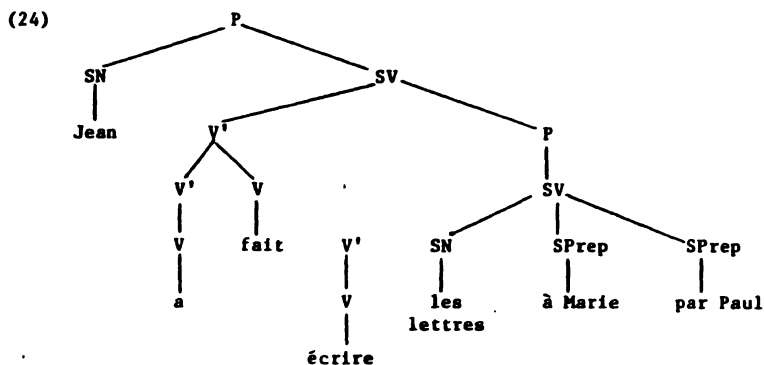 (24) P
SN SV
Jean V' P
V' V SV
V fait V' SN SPrep SPrep
a V les à Marie par Paul
lettres
écrire